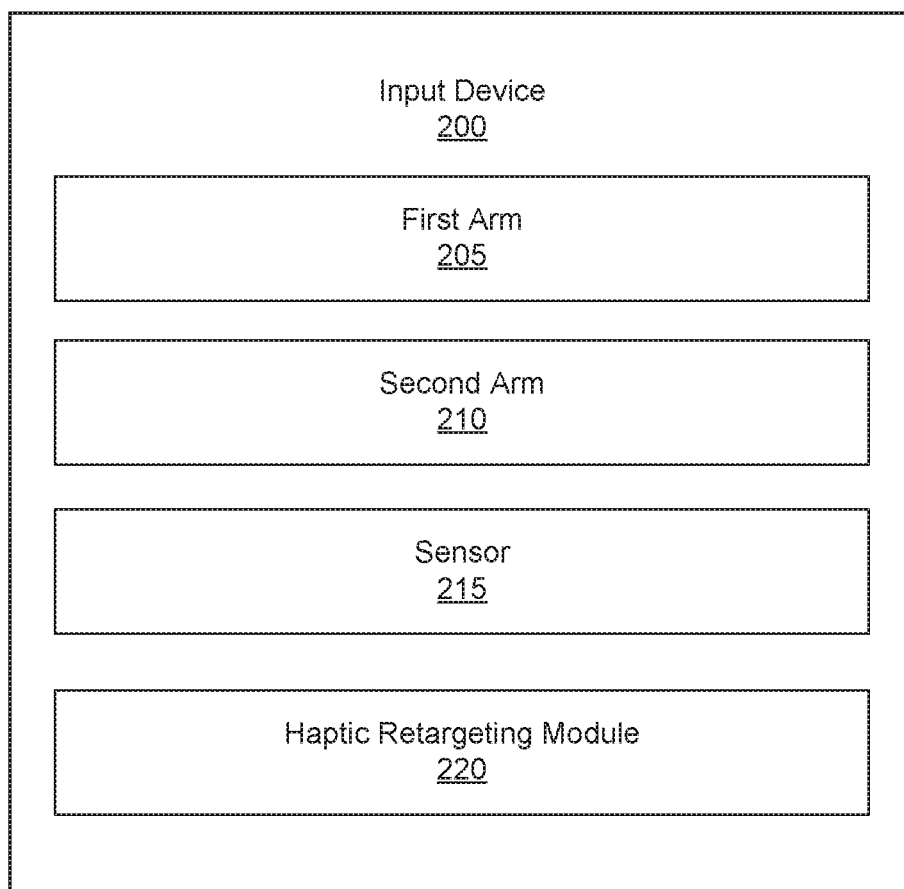 Input Device
200
First Arm
205
Second Arm
210
Sensor
215
Haptic Retargeting Module
220